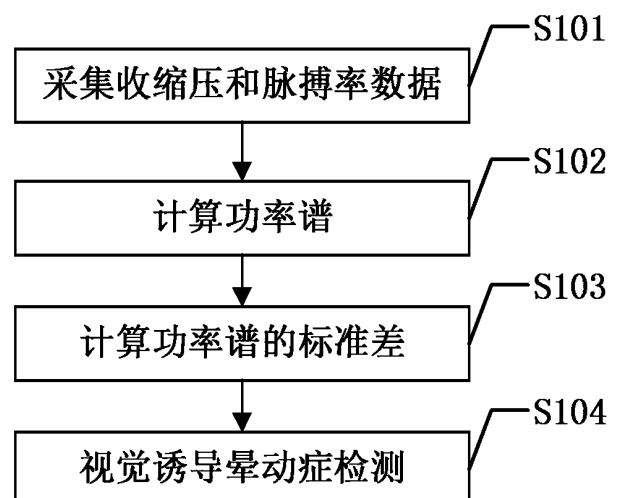 S101
采集收缩压和脉搏率数据
S102
计算功率谱
S103
计算功率谱的标准差
S104
视觉诱导晕动症检测